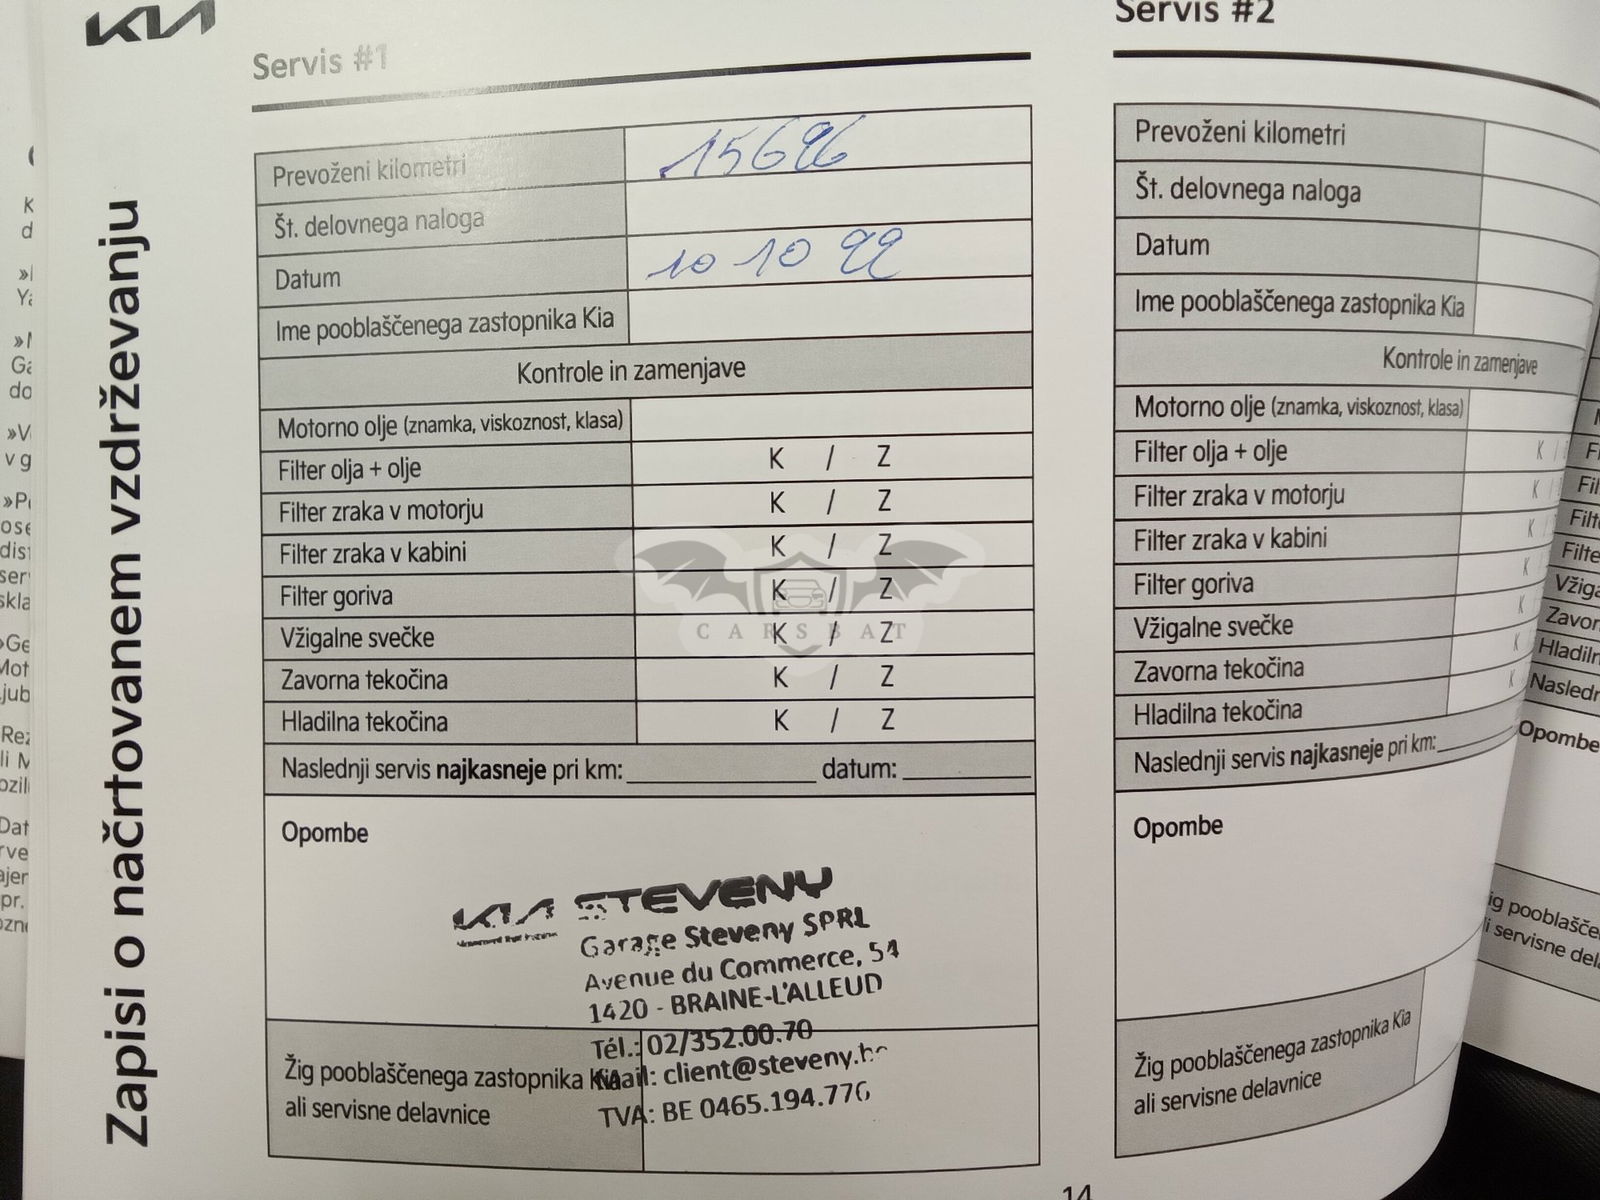 KIA
Zapisi o načrtovanem vzdrževanju
Servis #1
Prevoženi kilometri 15696
Št. delovnega naloga
Datum 10 10 22
Ime pooblaščenega zastopnika Kia
Kontrole in zamenjave
Motorno olje (znamka, viskoznost, klasa)
Filter olja + olje K / Z
Filter zraka v motorju K / Z
Filter zraka v kabini K / Z
Filter goriva K / Z
Vžigalne svečke K / Z
Zavorna tekočina K / Z
Hladilna tekočina K / Z
Naslednji servis najkasneje pri km: datum:
Opombe
KIA STEVENY
Garage Steveny SPRL
Avenue du Commerce, 54
1420 - BRAINE-L'ALLEUD
Tél.: 02/352.00.70
Mail: client@steveny.be
TVA: BE 0465.194.776
Žig pooblaščenega zastopnika Kia
ali servisne delavnice
CARSBAT
Servis #2
Prevoženi kilometri
Št. delovnega naloga
Datum
Ime pooblaščenega zastopnika Kia
Kontrole in zamenjave
Motorno olje (znamka, viskoznost, klasa)
Filter olja + olje K /
Filter zraka v motorju K /
Filter zraka v kabini K /
Filter goriva K
Vžigalne svečke K
Zavorna tekočina K
Hladilna tekočina K
Naslednji servis najkasneje pri km:
Opombe
Žig pooblaščenega zastopnika Kia
ali servisne delavnice
14